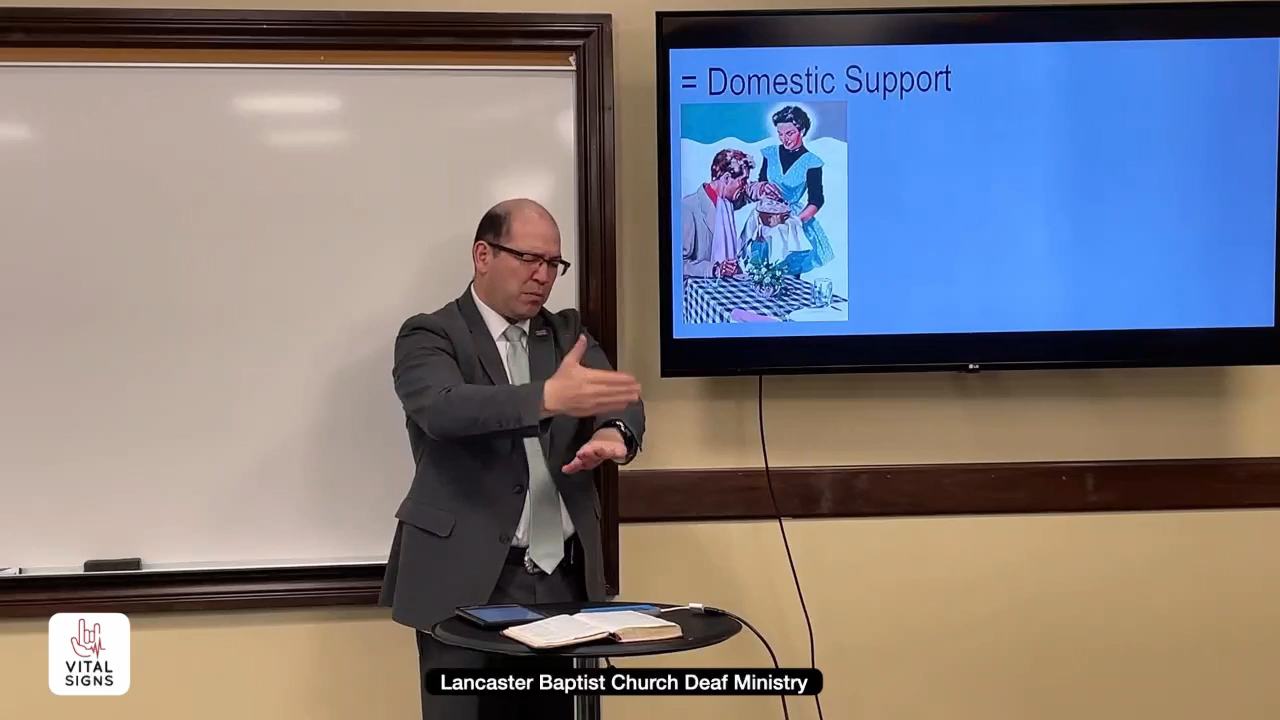 = Domestic Support
VITAL
SIGNS
Lancaster Baptist Church Deaf Ministry